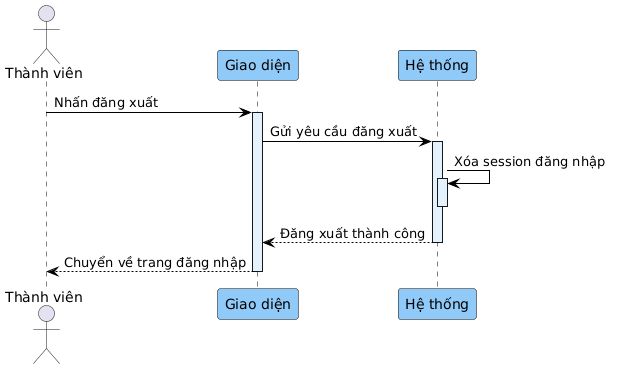 Thành viên
Giao diện
Hệ thống
Nhấn đăng xuất
Gửi yêu cầu đăng xuất
Xóa session đăng nhập
Đăng xuất thành công
Chuyển về trang đăng nhập
Thành viên
Giao diện
Hệ thống